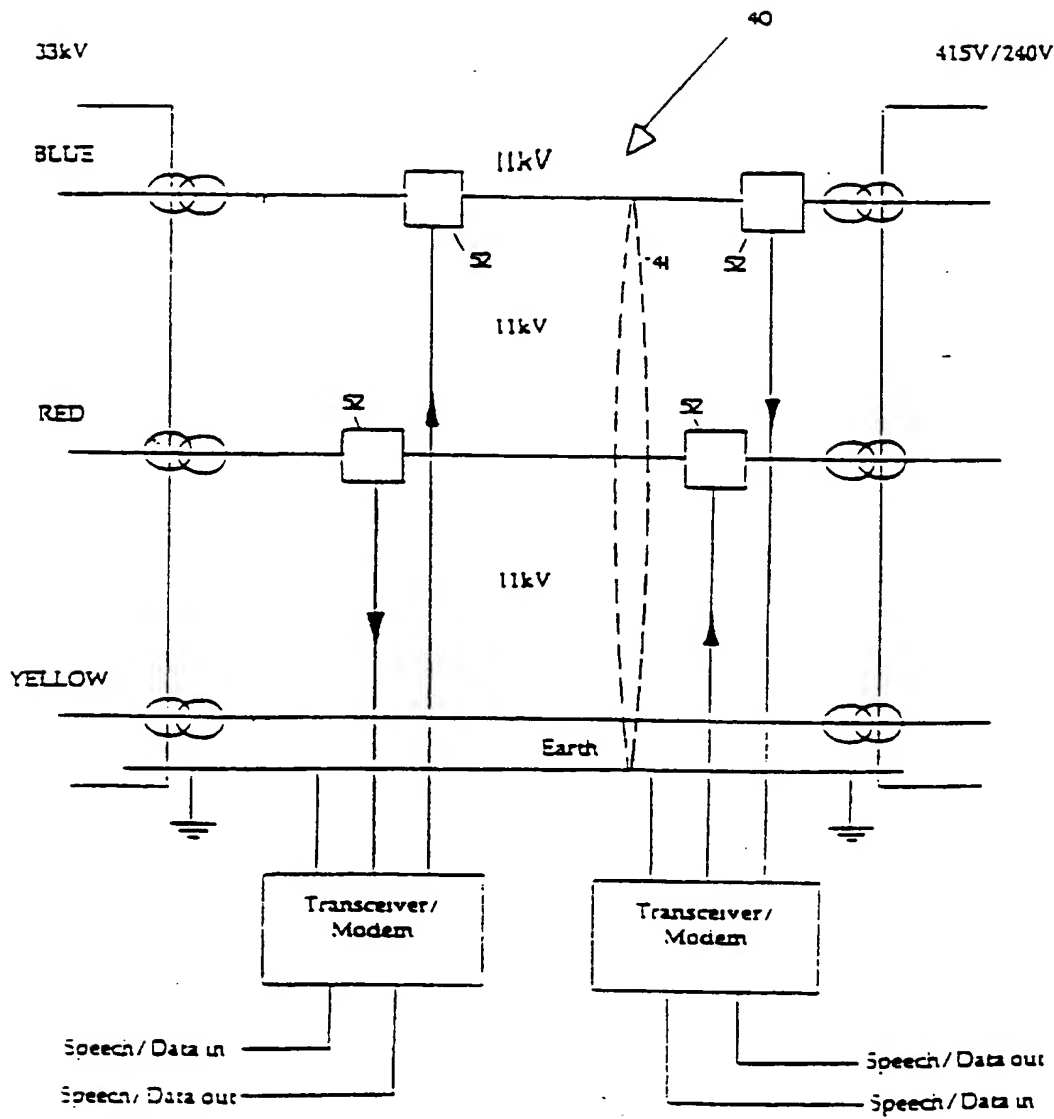 40
33kV
415V/240V
BLUE
11kV
52
41
52
11kV
RED
52
52
11kV
YELLOW
Earth
Transceiver/
Modem
Transceiver/
Modem
Speech/Data in
Speech/Data out
Speech/Data out
Speech/Data in